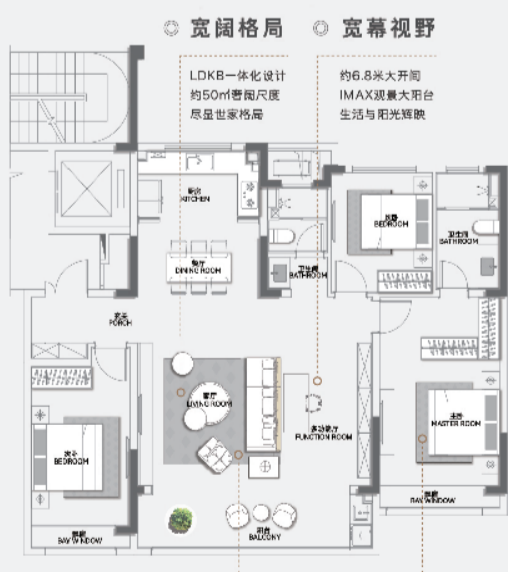 宽阔格局
宽幕视野
LDKB一体化设计
约50㎡奢阔尺度
尽显世家格局
约6.8米大开间
IMAX观景大阳台
生活与阳光辉映
厨房
KITCHEN
次卧
BEDROOM
卫生间
BATHROOM
餐厅
DINING ROOM
卫生间
BATHROOM
玄关
PORCH
客厅
LIVING ROOM
多功能厅
FUNCTION ROOM
主卧
MASTER ROOM
次卧
BEDROOM
飘窗
BAY WINDOW
飘窗
BAY WINDOW
阳台
BALCONY